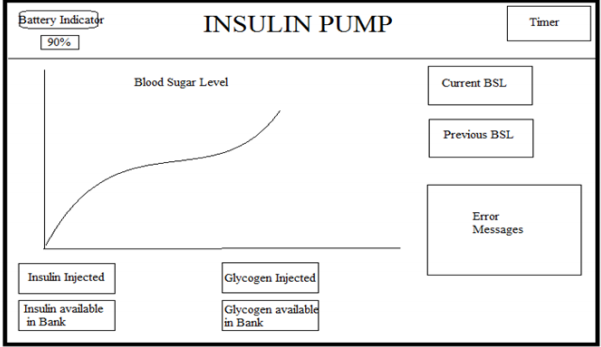 Battery Indicator
90%
INSULIN PUMP
Timer
Blood Sugar Level
Current BSL
Previous BSL
Error
Messages
Insulin Injected
Glycogen Injected
Insulin available
in Bank
Glycogen available
in Bank